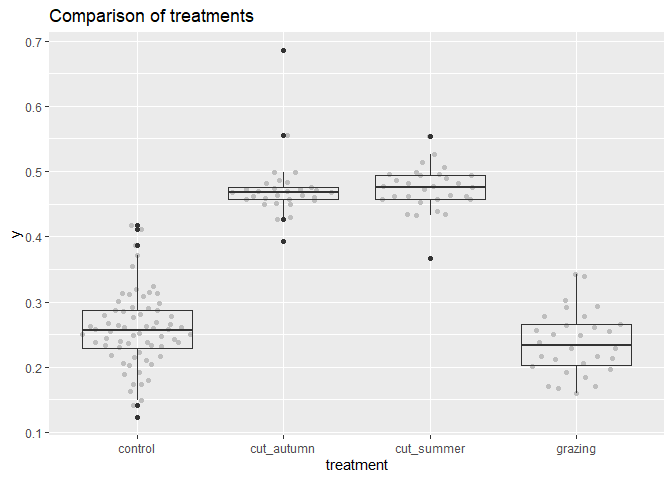 Comparison of treatments
0.7
0.6
0.5
0.4
0.3
0.2
0.1
y
control cut_autumn cut_summer grazing
treatment